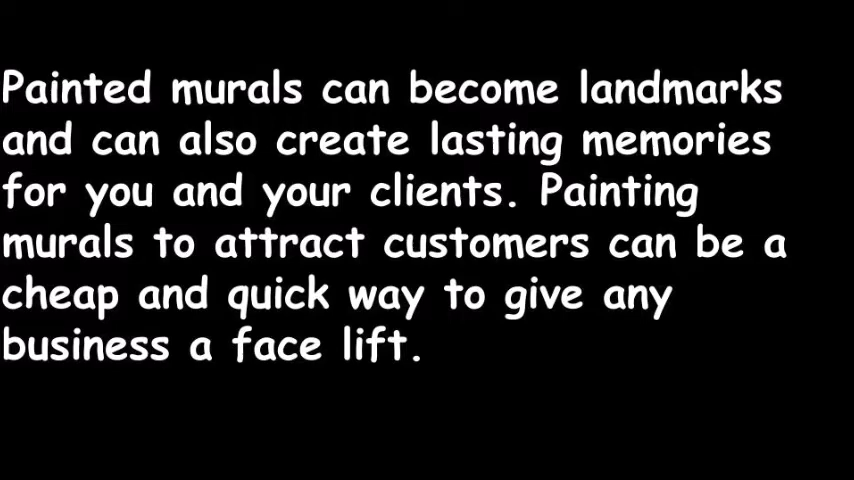 Painted murals can become landmarks
and can also create lasting memories
for you and your clients. Painting
murals to attract customers can be a
cheap and quick way to give any
business a face lift.